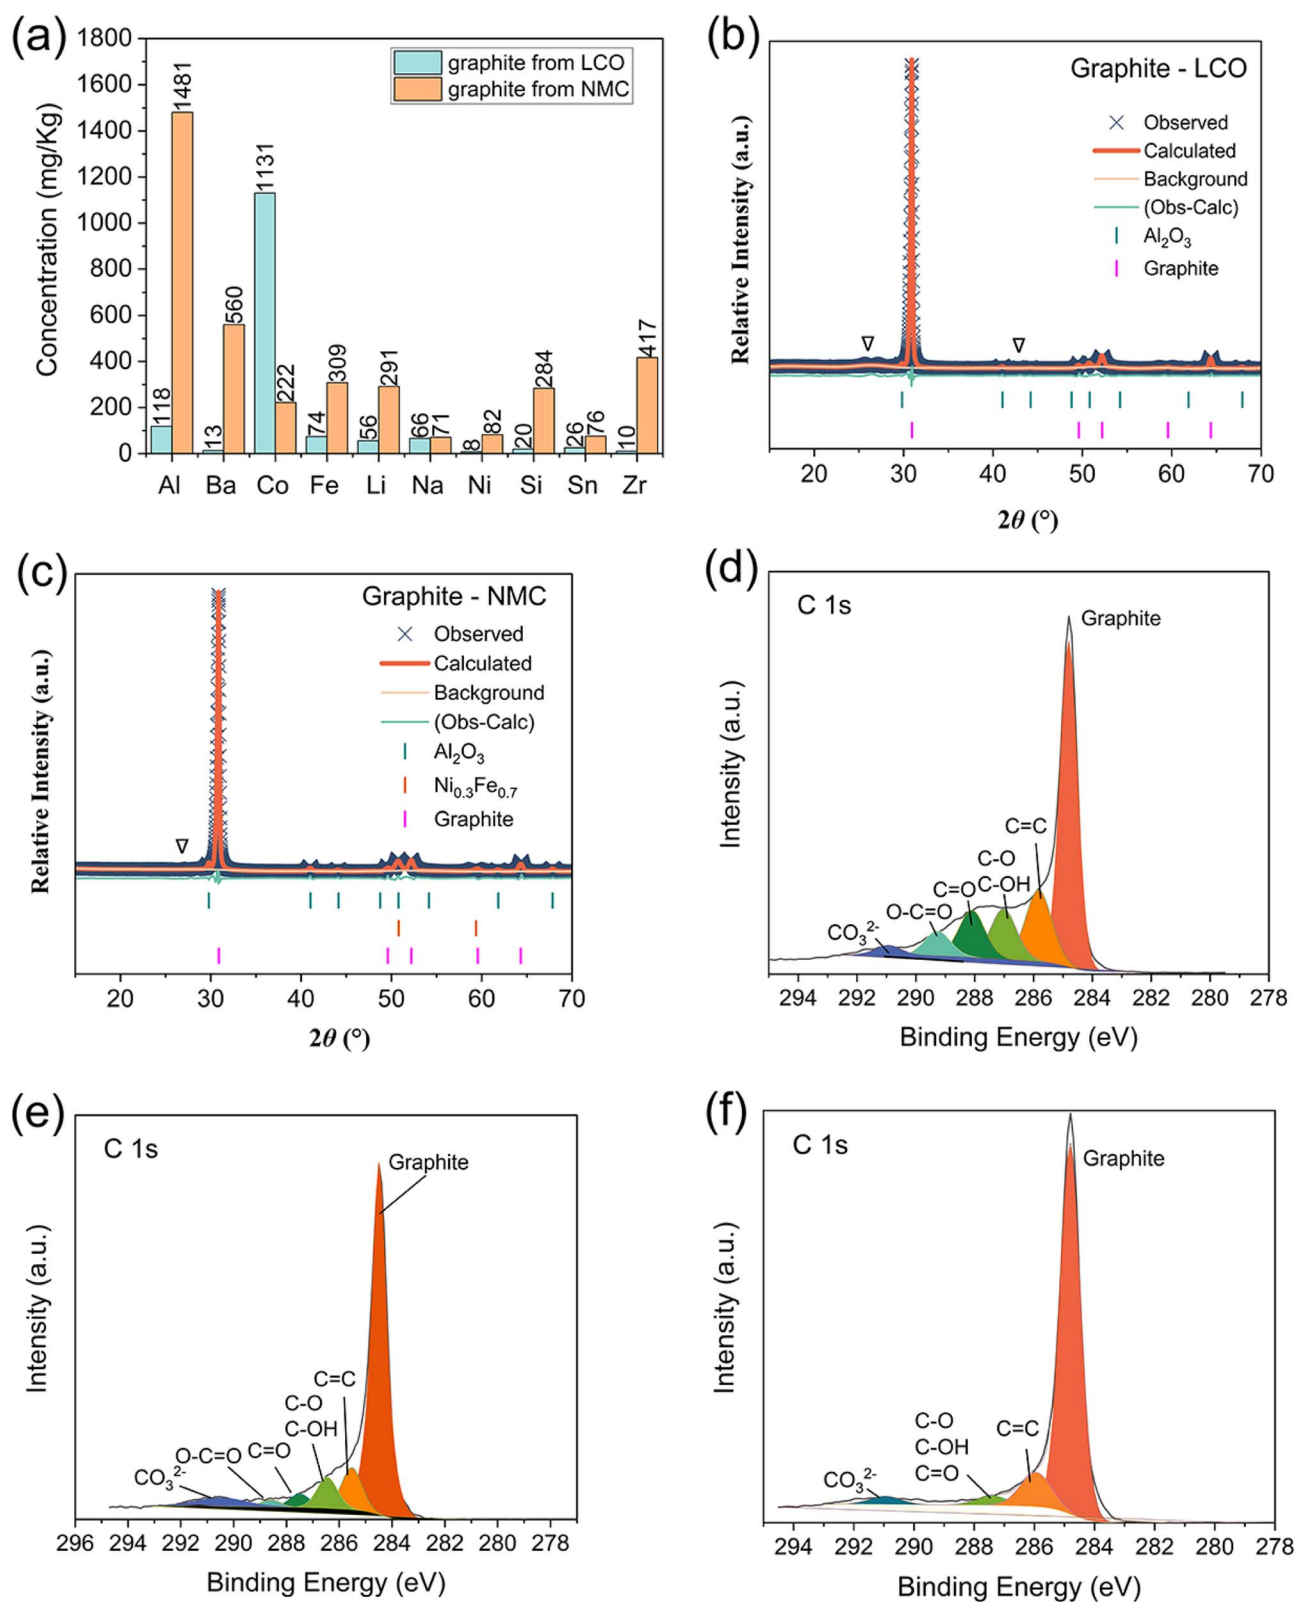 (a)
Concentration (mg/Kg)
1800
1600
1400
1200
1000
800
600
400
200
0
graphite from LCO
graphite from NMC
118
1481
13
560
1131
222
74
309
56
291
66
71
8
82
20
284
26
76
10
417
Al Ba Co Fe Li Na Ni Si Sn Zr
(b)
Relative Intensity (a.u.)
Graphite - LCO
Observed
Calculated
Background
(Obs-Calc)
Al₂O₃
Graphite
20 30 40 50 60 70
2θ (°)
(c)
Relative Intensity (a.u.)
Graphite - NMC
Observed
Calculated
Background
(Obs-Calc)
Al₂O₃
Ni₀.₃Fe₀.₇
Graphite
20 30 40 50 60 70
2θ (°)
(d)
Intensity (a.u.)
C 1s
Graphite
C=C
C-O
C-OH
C=O
O-C=O
CO₃²⁻
294 292 290 288 286 284 282 280 278
Binding Energy (eV)
(e)
Intensity (a.u.)
C 1s
Graphite
C=C
C-O
C-OH
C=O
O-C=O
CO₃²⁻
296 294 292 290 288 286 284 282 280 278
Binding Energy (eV)
(f)
Intensity (a.u.)
C 1s
Graphite
C-O
C-OH
C=O
C=C
CO₃²⁻
294 292 290 288 286 284 282 280 278
Binding Energy (eV)